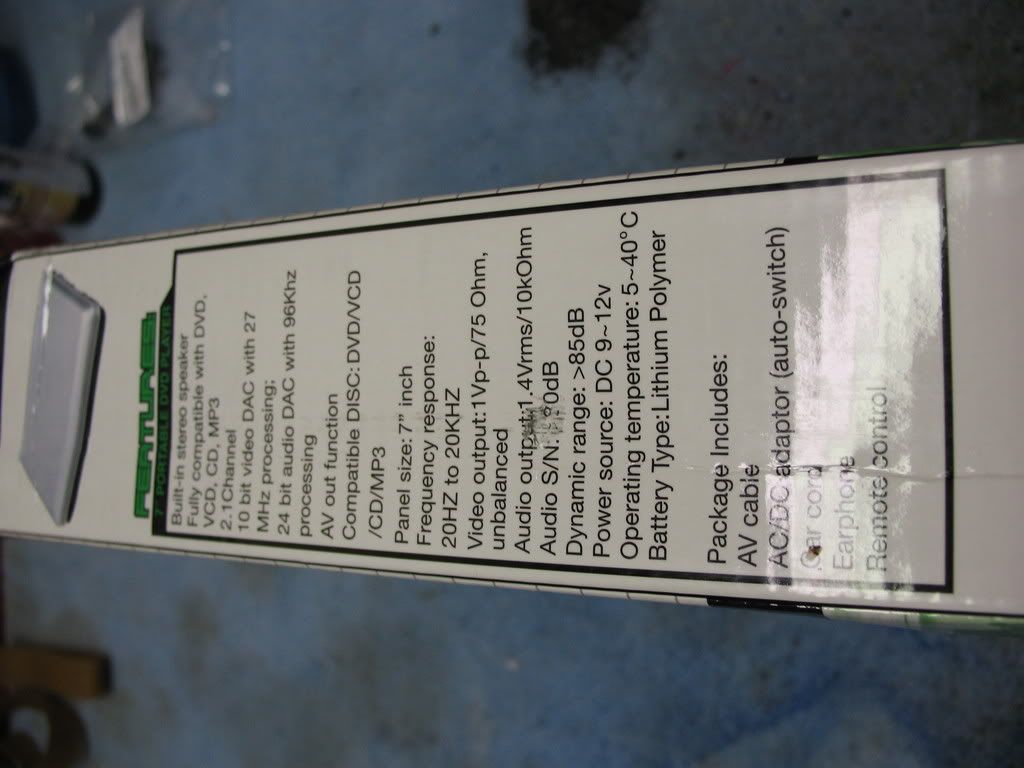 FEATURES:
7" PORTABLE DVD PLAYER
Built-in stereo speaker
Fully compatible with DVD,
VCD, CD, MP3
2.1Channel
10 bit video DAC with 27
MHz processing;
24 bit audio DAC with 96Khz
processing
AV out function
Compatible DISC: DVD/VCD
/CD/MP3
Panel size: 7" inch
Frequency response:
20HZ to 20KHZ
Video output:1Vp-p/75 Ohm,
unbalanced
Audio output:1.4Vrms/10kOhm
Audio S/N:
Dynamic range: >85dB
Power source: DC 9~12v
Operating temperature: 5~40°C
Battery Type:Lithium Polymer
Package Includes:
AV cable
AC/DC adaptor (auto-switch)
Car cord
Earphone
Remote control